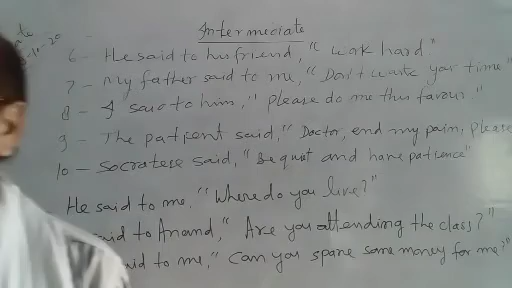 Intermediate
6 - He said to his friend, "work hard"
7 - My father said to me, "Don't waste your time"
8 - I said to him, "Please do me this favour."
9 - The patient said, "Doctor, end my pain, please
10 - Socratese said, "Be quiet and have patience"
He said to me, "Where do you live?"
said to Anand, "Are you attending the class?"
to me, "Can you spare some money for me?"